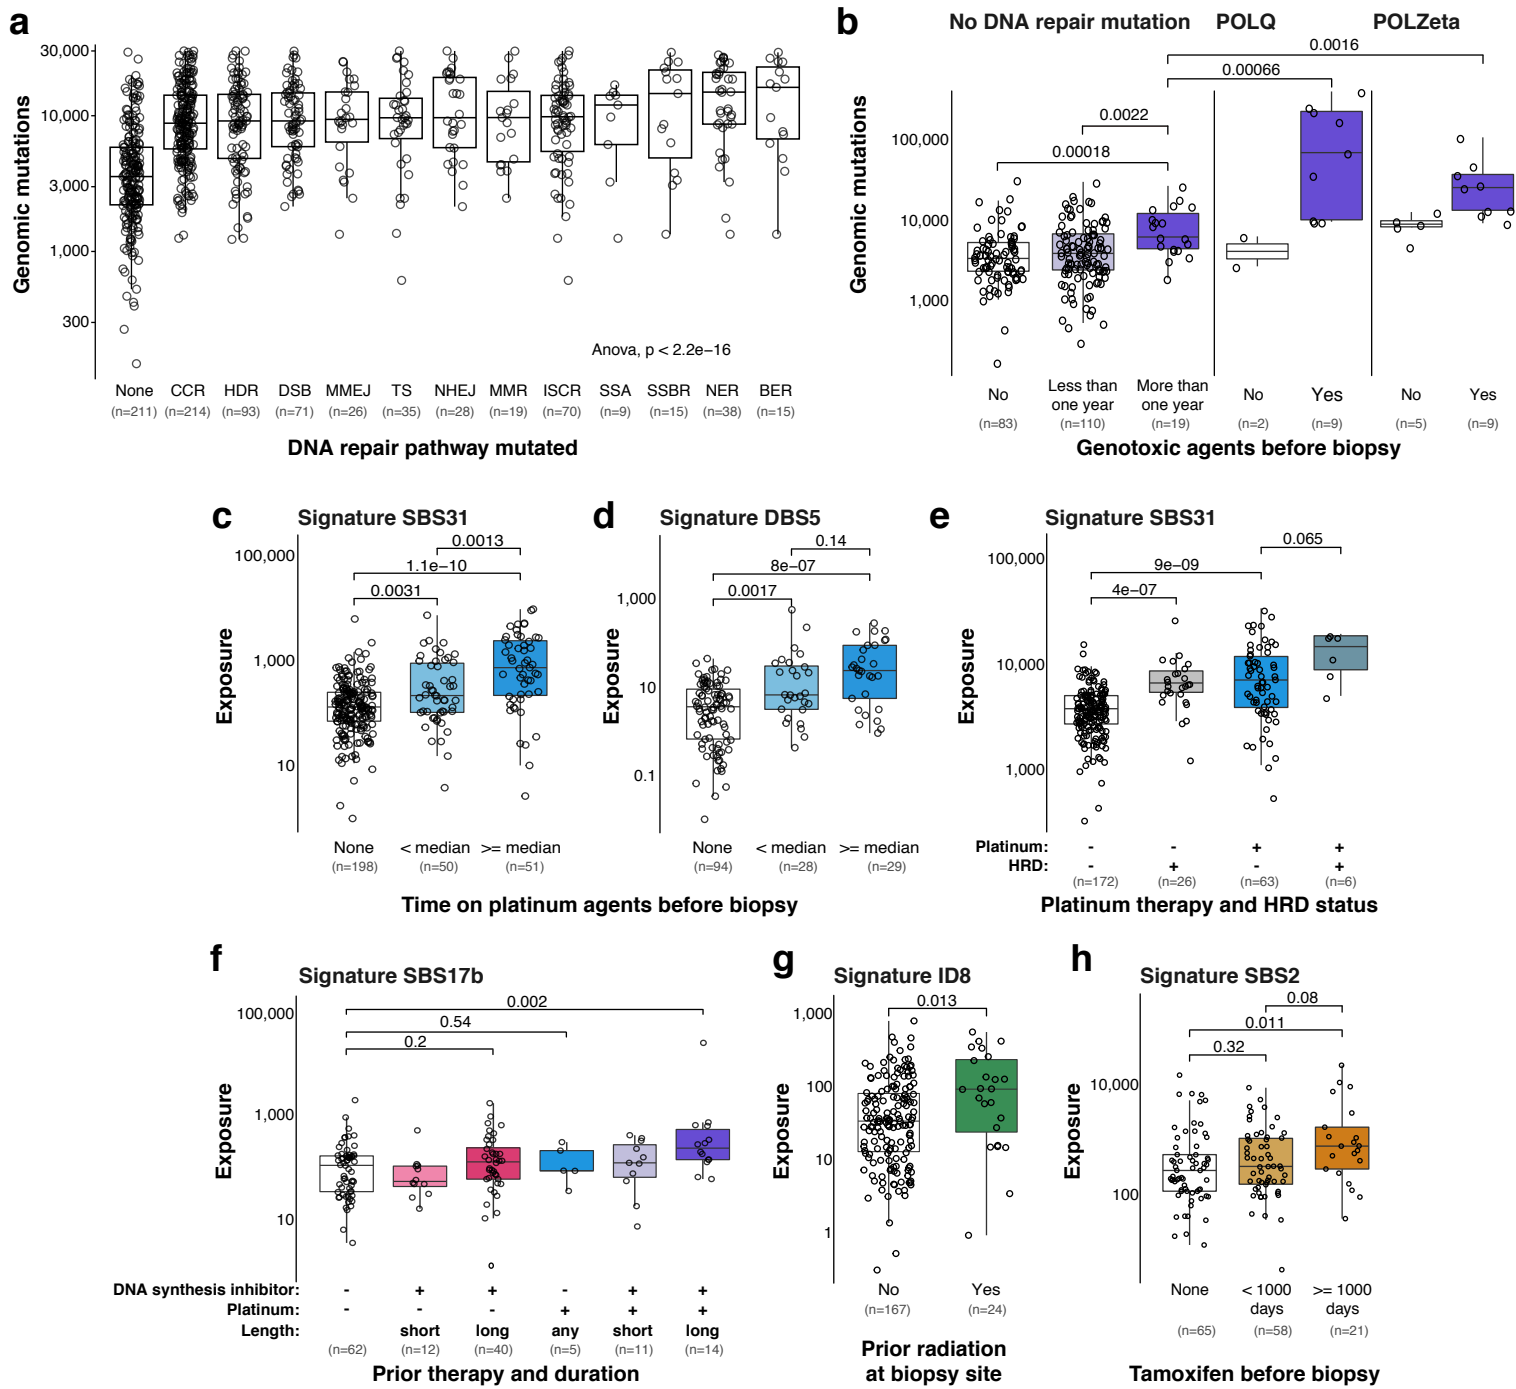 a
Genomic mutations
30,000
10,000
3,000
1,000
300
Anova, p < 2.2e−16
None CCR HDR DSB MMEJ TS NHEJ MMR ISCR SSA SSBR NER BER
(n=211) (n=214) (n=93) (n=71) (n=26) (n=35) (n=28) (n=19) (n=70) (n=9) (n=15) (n=38) (n=15)
DNA repair pathway mutated
b
No DNA repair mutation POLQ POLZeta
Genomic mutations
100,000
10,000
1,000
0.0016
0.00066
0.0022
0.00018
No Less than one year More than one year No Yes No Yes
(n=83) (n=110) (n=19) (n=2) (n=9) (n=5) (n=9)
Genotoxic agents before biopsy
c
Signature SBS31
Exposure
100,000
1,000
10
0.0013
1.1e−10
0.0031
None < median >= median
(n=198) (n=50) (n=51)
d
Signature DBS5
Exposure
1,000
10
0.1
0.14
8e−07
0.0017
None < median >= median
(n=94) (n=28) (n=29)
Time on platinum agents before biopsy
e
Signature SBS31
Exposure
100,000
10,000
1,000
0.065
9e−09
4e−07
Platinum: - - + +
HRD: - + - +
(n=172) (n=26) (n=63) (n=6)
Platinum therapy and HRD status
f
Signature SBS17b
Exposure
100,000
1,000
10
0.002
0.54
0.2
DNA synthesis inhibitor: - + + - + +
Platinum: - - - + + +
Length: short long any short long
(n=62) (n=12) (n=40) (n=5) (n=11) (n=14)
Prior therapy and duration
g
Signature ID8
Exposure
1,000
100
10
1
0.013
No Yes
(n=167) (n=24)
Prior radiation
at biopsy site
h
Signature SBS2
Exposure
10,000
100
0.08
0.011
0.32
None < 1000 days >= 1000 days
(n=65) (n=58) (n=21)
Tamoxifen before biopsy